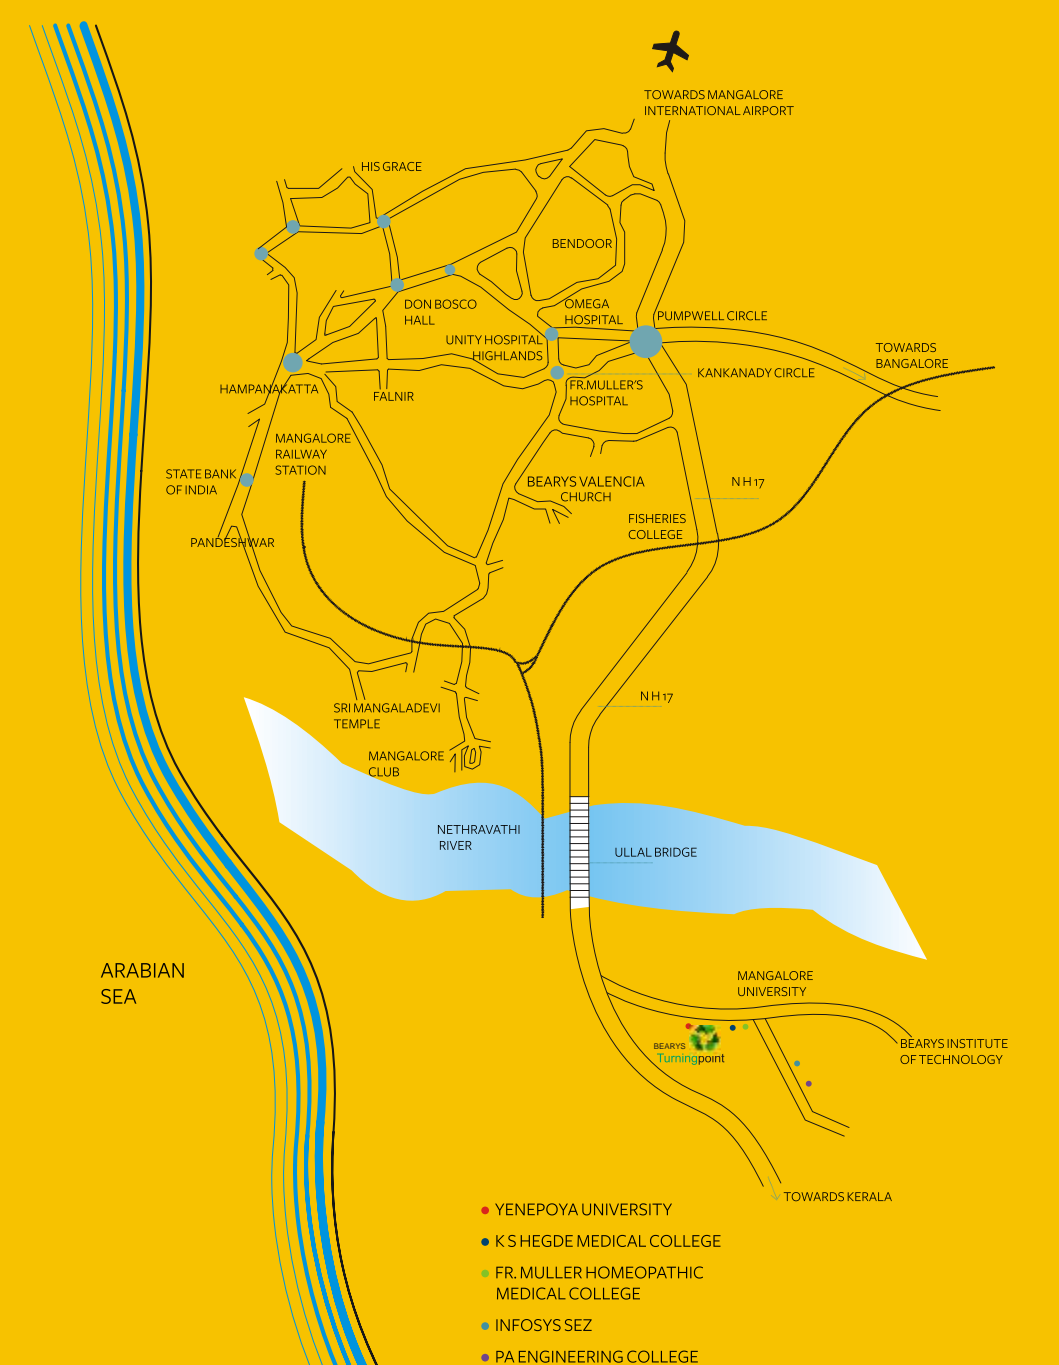 TOWARDS MANGALORE
INTERNATIONAL AIRPORT
HIS GRACE
BENDOOR
DON BOSCO
HALL
OMEGA
HOSPITAL
PUMPWELL CIRCLE
UNITY HOSPITAL
HIGHLANDS
TOWARDS
BANGALORE
KANKANADY CIRCLE
HAMPANAKATTA
FALNIR
FR.MULLER'S
HOSPITAL
MANGALORE
RAILWAY
STATION
STATE BANK
OF INDIA
BEARYS VALENCIA
CHURCH
N H 17
FISHERIES
COLLEGE
PANDESHWAR
N H 17
SRI MANGALADEVI
TEMPLE
MANGALORE
CLUB
NETHRAVATHI
RIVER
ULLAL BRIDGE
ARABIAN
SEA
MANGALORE
UNIVERSITY
BEARYS
Turningpoint
BEARYS INSTITUTE
OF TECHNOLOGY
TOWARDS KERALA
YENEPOYA UNIVERSITY
K S HEGDE MEDICAL COLLEGE
FR. MULLER HOMEOPATHIC
MEDICAL COLLEGE
INFOSYS SEZ
PA ENGINEERING COLLEGE